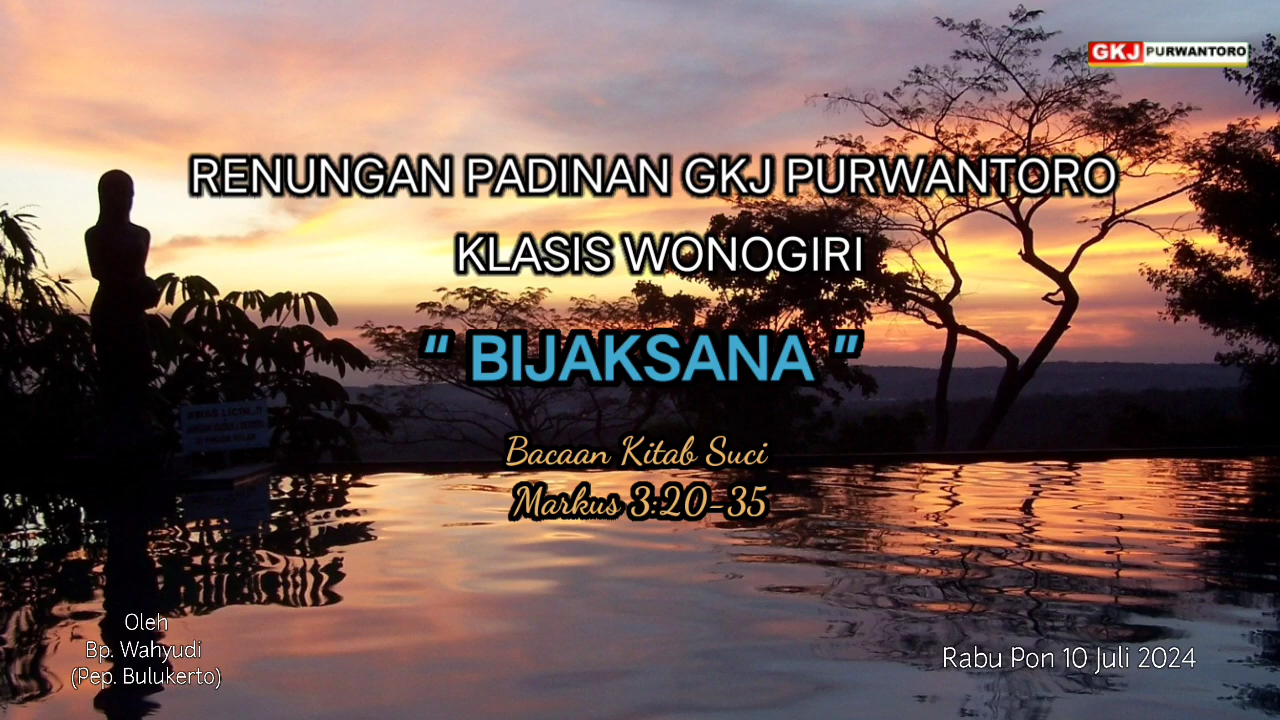 GKJ PURWANTORO
RENUNGAN PADINAN GKJ PURWANTORO
KLASIS WONOGIRI
“ BIJAKSANA ”
Bacaan Kitab Suci
Markus 3:20-35
Oleh
Bp. Wahyudi
(Pep. Bulukerto)
Rabu Pon 10 Juli 2024